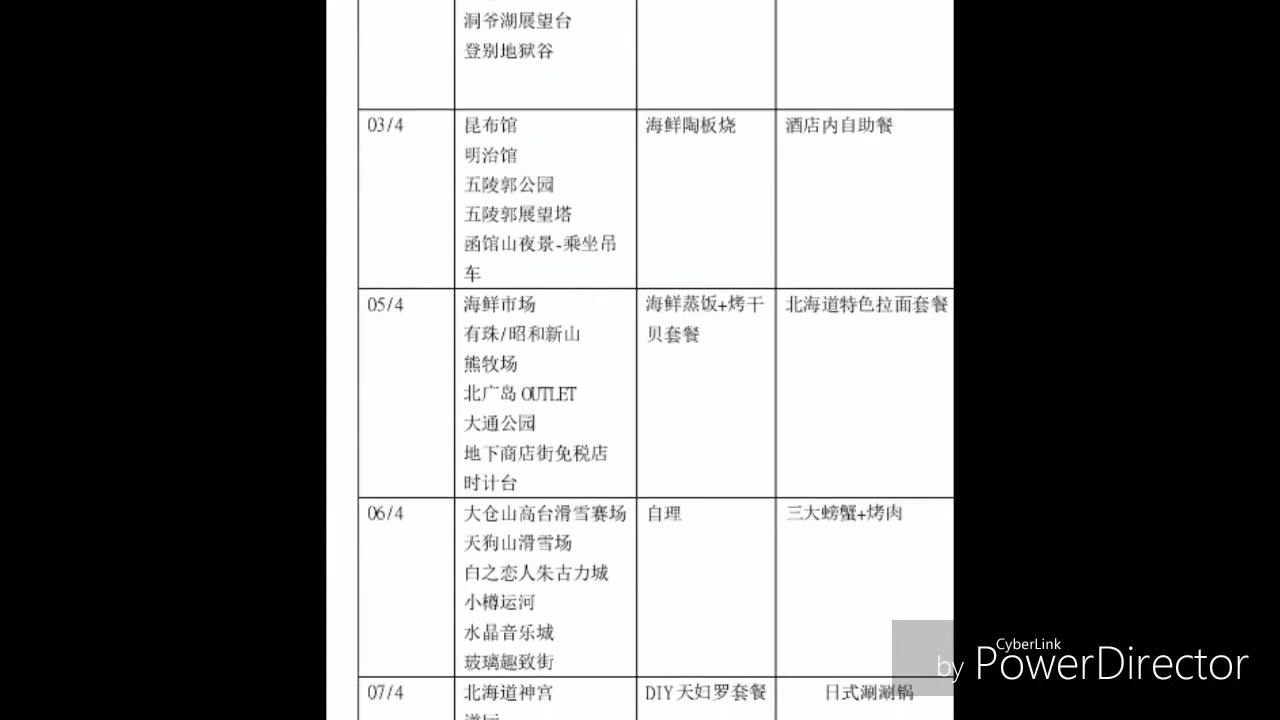 洞爷湖展望台
登别地狱谷
03/4
昆布馆
明治馆
五陵郭公园
五陵郭展望塔
函馆山夜景-乘坐吊
车
海鲜陶板烧
酒店内自助餐
05/4
海鲜市场
有珠/昭和新山
熊牧场
北广岛 OUTLET
大通公园
地下商店街免税店
时计台
海鲜蒸饭+烤干
贝套餐
北海道特色拉面套餐
06/4
大仓山高台滑雪赛场
天狗山滑雪场
白之恋人朱古力城
小樽运河
水晶音乐城
玻璃趣致街
自理
三大螃蟹+烤肉
07/4
北海道神宫
DIY 天妇罗套餐
日式涮涮锅
CyberLink
by PowerDirector